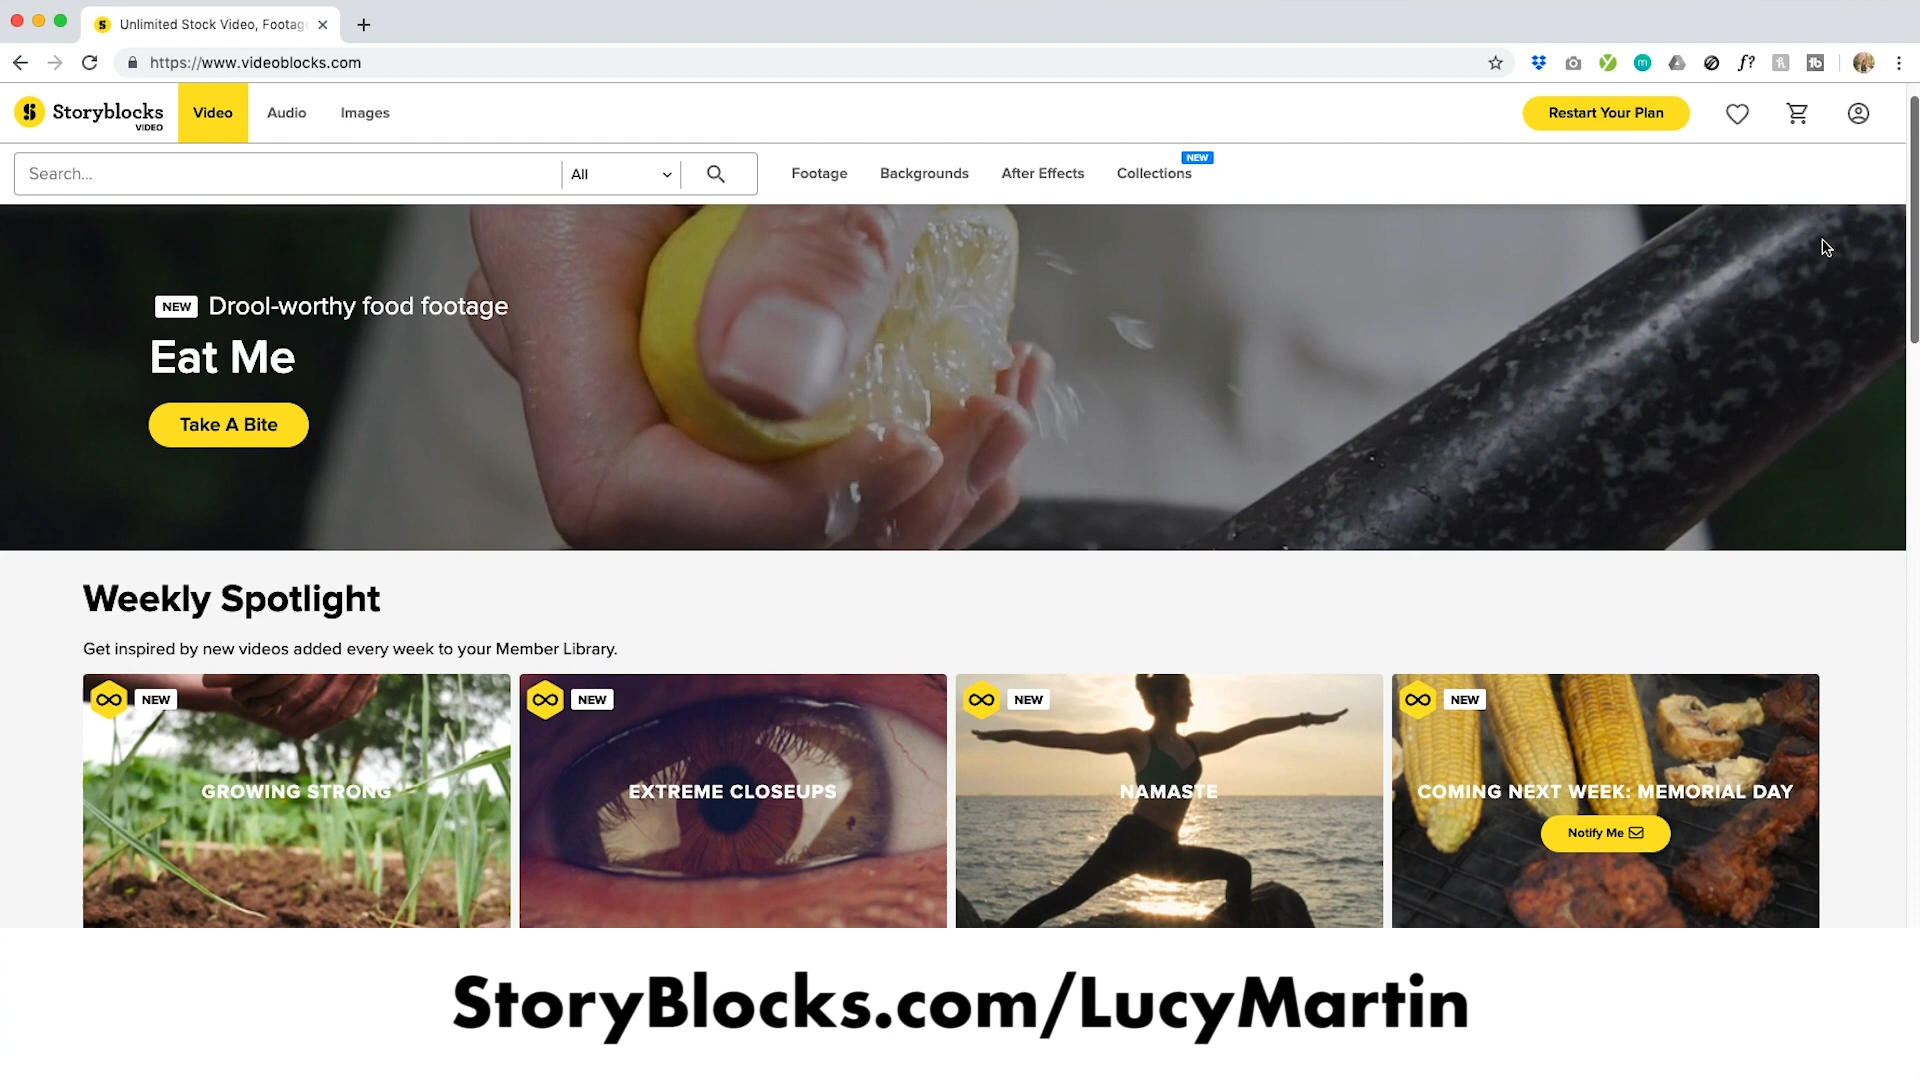 Unlimited Stock Video, Footag
https://www.videoblocks.com
Storyblocks
VIDEO
Video
Audio
Images
Restart Your Plan
Search...
All
Footage
Backgrounds
After Effects
Collections
NEW
NEW Drool-worthy food footage
Eat Me
Take A Bite
Weekly Spotlight
Get inspired by new videos added every week to your Member Library.
NEW
GROWING STRONG
NEW
EXTREME CLOSEUPS
NEW
NAMASTE
NEW
COMING NEXT WEEK: MEMORIAL DAY
Notify Me
StoryBlocks.com/LucyMartin